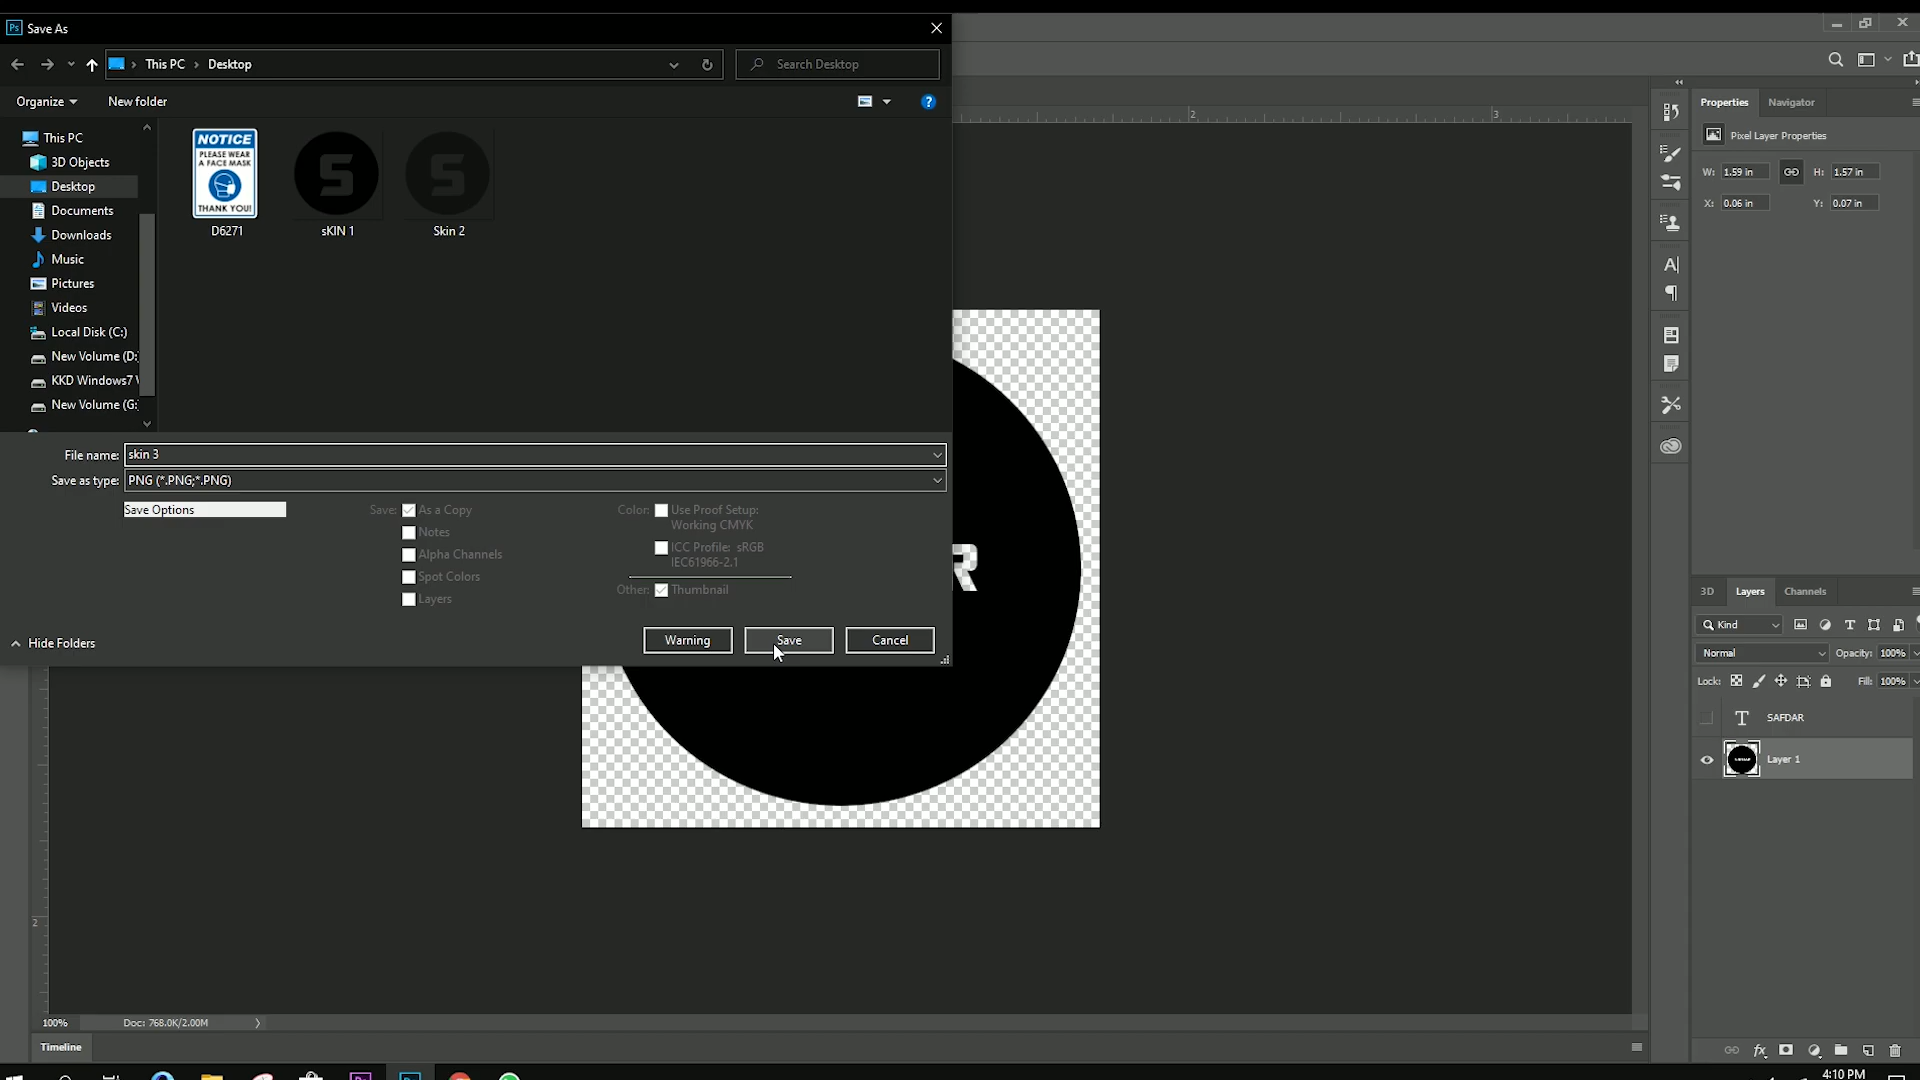 Ps Save As
This PC Desktop
Search Desktop
Organize New folder
This PC
3D Objects
Desktop
Documents
Downloads
Music
Pictures
Videos
Local Disk (C:)
New Volume (D:
KKD Windows7
New Volume (G:
NOTICE
PLEASE WEAR
A FACE MASK
THANK YOU!
D6271
S
sKIN 1
S
Skin 2
File name: skin 3
Save as type: PNG (*.PNG;*.PNG)
Save Options
Save: As a Copy
Notes
Alpha Channels
Spot Colors
Layers
Color: Use Proof Setup:
Working CMYK
ICC Profile: sRGB
IEC61966-2.1
Other: Thumbnail
Hide Folders
Warning Save Cancel
2 3
R
2
100% Doc: 768.0K/2.00M
Timeline
Properties Navigator
Pixel Layer Properties
W: 1.59 in H: 1.57 in
X: 0.06 in Y: 0.07 in
3D Layers Channels
Kind
Normal Opacity: 100%
Lock: Fill: 100%
T SAFDAR
Layer 1
fx
4:10 PM